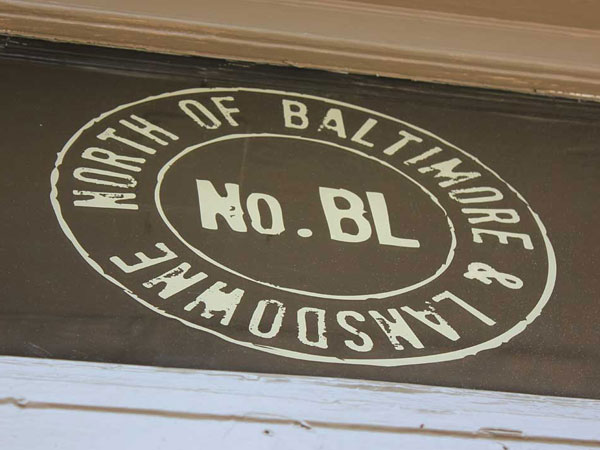 NORTH OF BALTIMORE & LANSDOWNE
No. BL